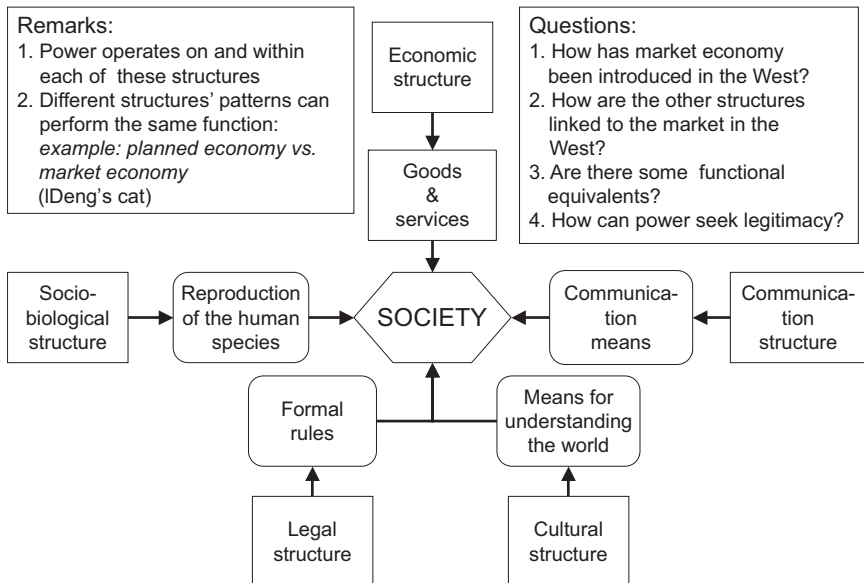 Remarks:
1. Power operates on and within
each of these structures
2. Different structures’ patterns can
perform the same function:
example: planned economy vs.
market economy
(lDeng’s cat)
Economic
structure
Questions:
1. How has market economy
been introduced in the West?
2. How are the other structures
linked to the market in the
West?
3. Are there some functional
equivalents?
4. How can power seek legitimacy?
Goods
&
services
Socio-
biological
structure
Reproduction
of the human
species
SOCIETY
Communica-
tion
means
Communica-
tion
structure
Formal
rules
Means for
understanding
the world
Legal
structure
Cultural
structure